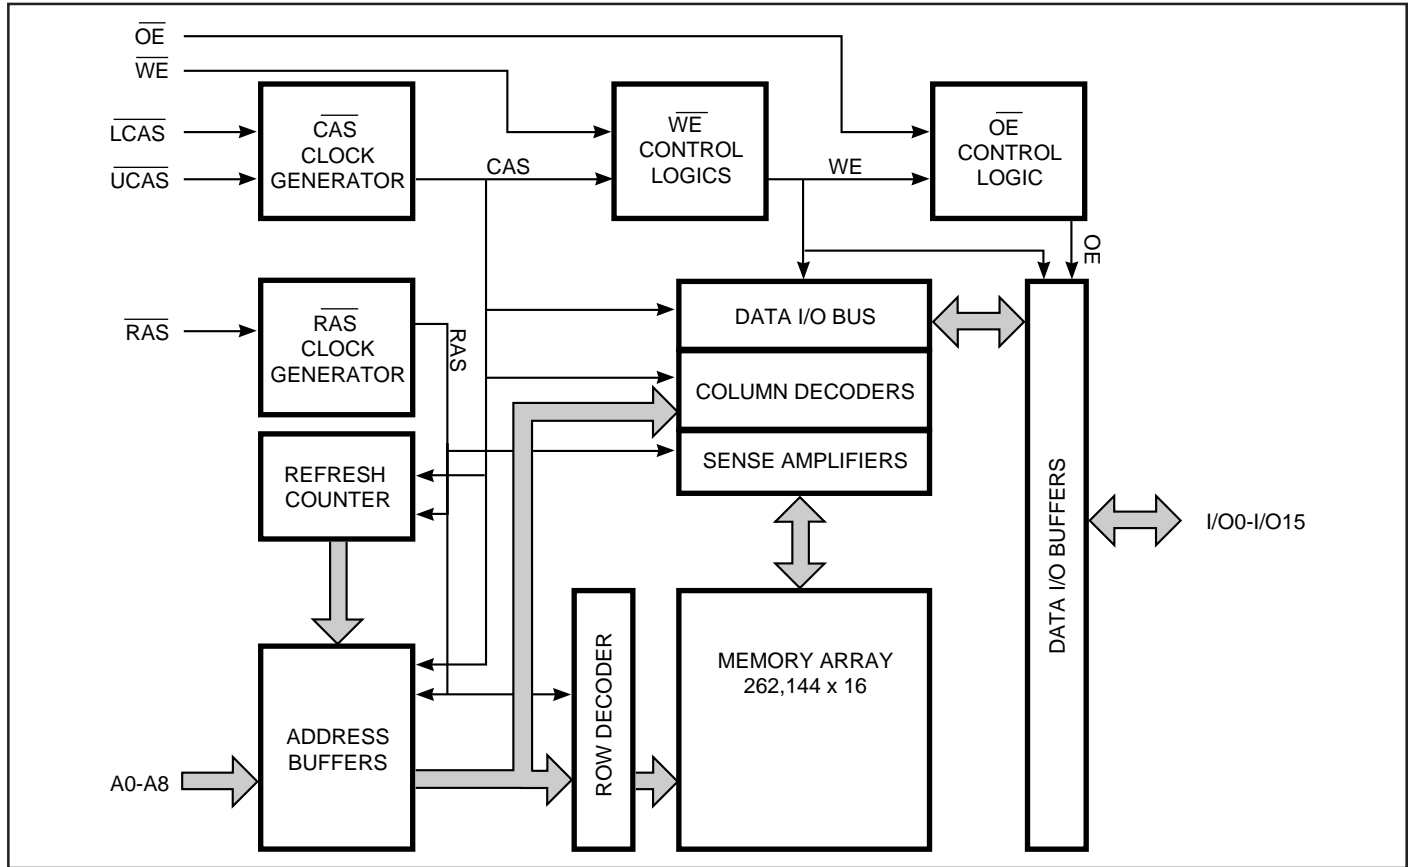 OE
WE
LCAS
UCAS
CAS
CLOCK
GENERATOR
CAS
WE
CONTROL
LOGICS
WE
OE
CONTROL
LOGIC
OE
RAS
RAS
CLOCK
GENERATOR
RAS
DATA I/O BUS
COLUMN DECODERS
SENSE AMPLIFIERS
REFRESH
COUNTER
DATA I/O BUFFERS
I/O0-I/O15
MEMORY ARRAY
262,144 x 16
ROW DECODER
ADDRESS
BUFFERS
A0-A8